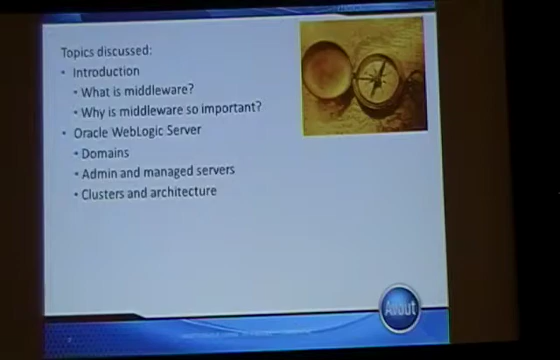 Topics discussed:
• Introduction
• What is middleware?
• Why is middleware so important?
• Oracle WebLogic Server
• Domains
• Admin and managed servers
• Clusters and architecture
About